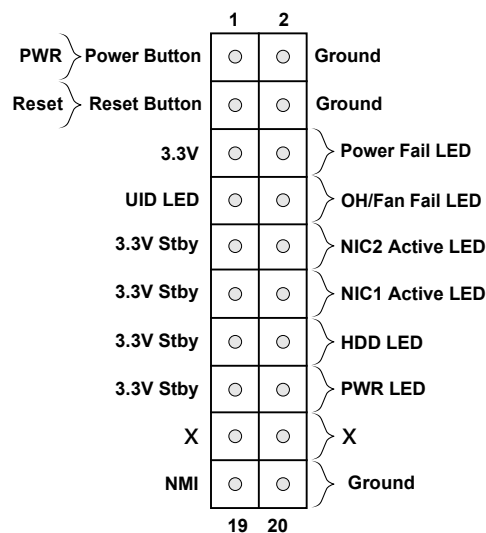 1 2
PWR Power Button Ground
Reset Reset Button Ground
3.3V Power Fail LED
UID LED OH/Fan Fail LED
3.3V Stby NIC2 Active LED
3.3V Stby NIC1 Active LED
3.3V Stby HDD LED
3.3V Stby PWR LED
X X
NMI Ground
19 20